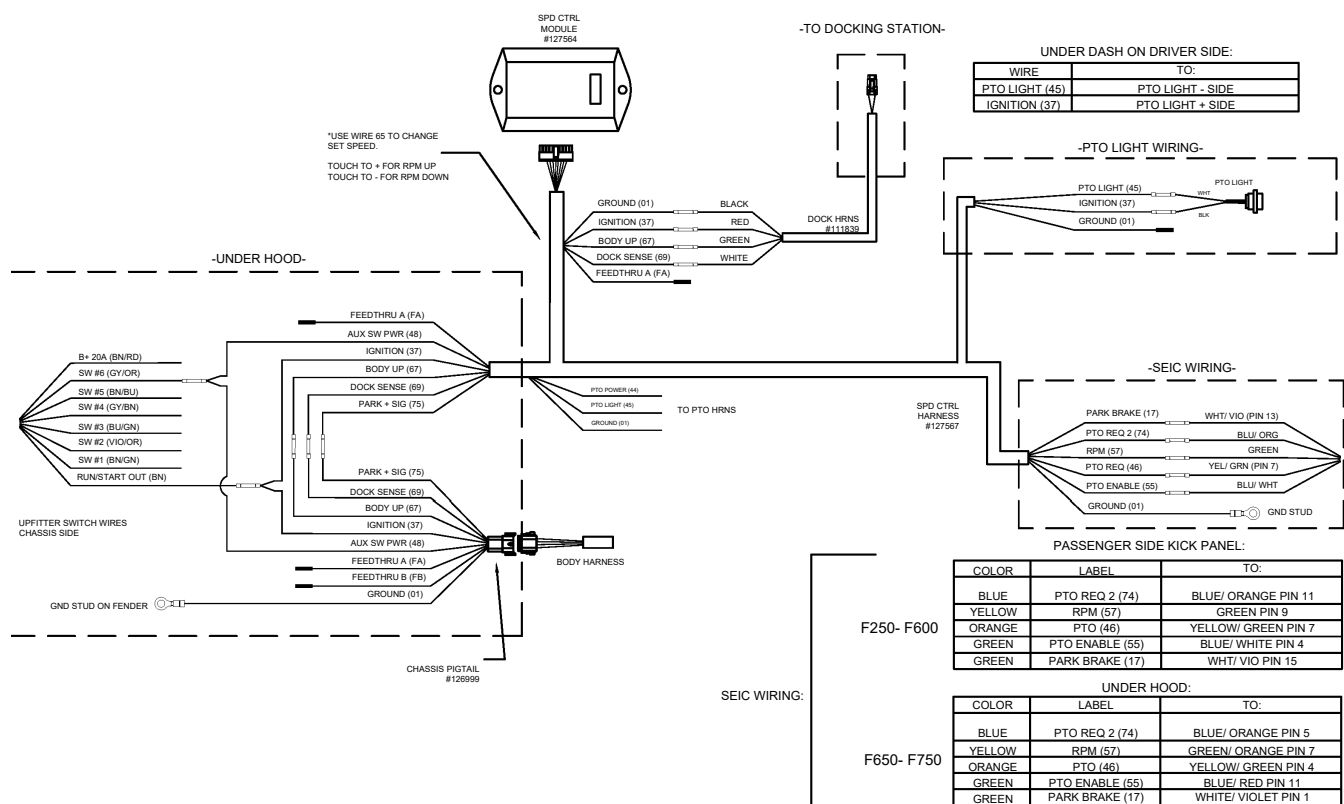 SPD CTRL
MODULE
#127564
-TO DOCKING STATION-
UNDER DASH ON DRIVER SIDE:
WIRE TO:
PTO LIGHT (45) PTO LIGHT - SIDE
IGNITION (37) PTO LIGHT + SIDE
*USE WIRE 65 TO CHANGE
SET SPEED.
TOUCH TO + FOR RPM UP
TOUCH TO - FOR RPM DOWN
-PTO LIGHT WIRING-
PTO LIGHT (45) WHT PTO LIGHT
IGNITION (37) BLK
GROUND (01)
GROUND (01) BLACK
IGNITION (37) RED
BODY UP (67) GREEN
DOCK SENSE (69) WHITE
FEEDTHRU A (FA)
DOCK HRNS
#111839
-UNDER HOOD-
FEEDTHRU A (FA)
AUX SW PWR (48)
IGNITION (37)
BODY UP (67)
DOCK SENSE (69)
PARK + SIG (75)
B+ 20A (BN/RD)
SW #6 (GY/OR)
SW #5 (BN/BU)
SW #4 (GY/BN)
SW #3 (BU/GN)
SW #2 (VIO/OR)
SW #1 (BN/GN)
RUN/START OUT (BN)
UPFITTER SWITCH WIRES
CHASSIS SIDE
PARK + SIG (75)
DOCK SENSE (69)
BODY UP (67)
IGNITION (37)
AUX SW PWR (48)
FEEDTHRU A (FA)
FEEDTHRU B (FB)
GROUND (01)
GND STUD ON FENDER
BODY HARNESS
CHASSIS PIGTAIL
#126999
PTO POWER (44)
PTO LIGHT (45)
GROUND (01)
TO PTO HRNS
SPD CTRL
HARNESS
#127567
-SEIC WIRING-
PARK BRAKE (17) WHT/ VIO (PIN 13)
PTO REQ 2 (74) BLU/ ORG
RPM (57) GREEN
PTO REQ (46) YEL/ GRN (PIN 7)
PTO ENABLE (55) BLU/ WHT
GROUND (01) GND STUD
SEIC WIRING:
PASSENGER SIDE KICK PANEL:
F250- F600
COLOR LABEL TO:
BLUE PTO REQ 2 (74) BLUE/ ORANGE PIN 11
YELLOW RPM (57) GREEN PIN 9
ORANGE PTO (46) YELLOW/ GREEN PIN 7
GREEN PTO ENABLE (55) BLUE/ WHITE PIN 4
GREEN PARK BRAKE (17) WHT/ VIO PIN 15
UNDER HOOD:
F650- F750
COLOR LABEL TO:
BLUE PTO REQ 2 (74) BLUE/ ORANGE PIN 5
YELLOW RPM (57) GREEN/ ORANGE PIN 7
ORANGE PTO (46) YELLOW/ GREEN PIN 4
GREEN PTO ENABLE (55) BLUE/ RED PIN 11
GREEN PARK BRAKE (17) WHITE/ VIOLET PIN 1